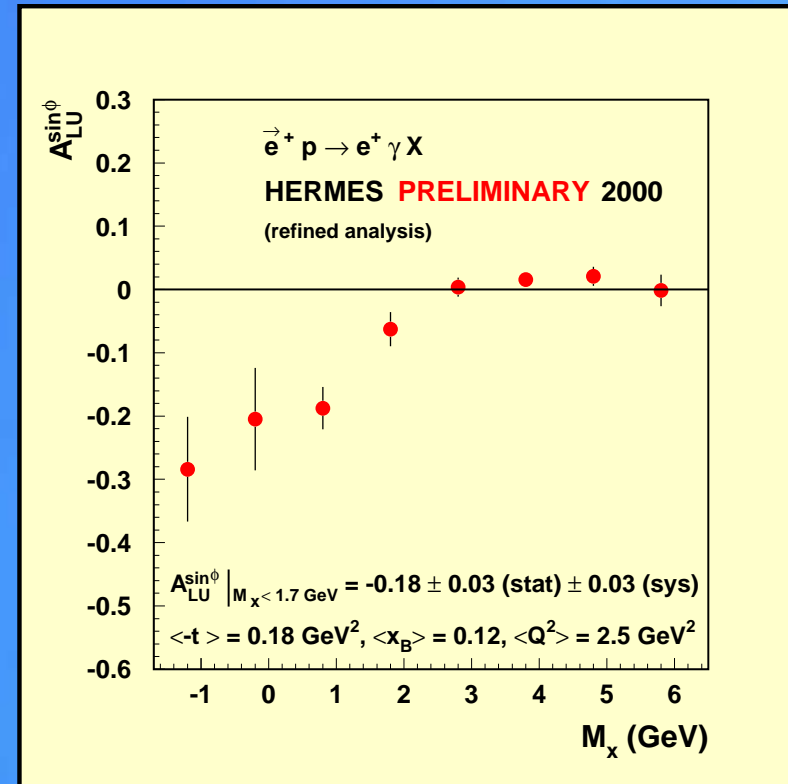 A_LU^sinϕ
0.3
0.2
0.1
0
-0.1
-0.2
-0.3
-0.4
-0.5
-0.6
e⃗⁺ p → e⁺ γ X
HERMES PRELIMINARY 2000
(refined analysis)
A_LU^sinϕ |_M_x < 1.7 GeV = -0.18 ± 0.03 (stat) ± 0.03 (sys)
<-t > = 0.18 GeV², <x_B> = 0.12, <Q²> = 2.5 GeV²
-1 0 1 2 3 4 5 6
M_x (GeV)